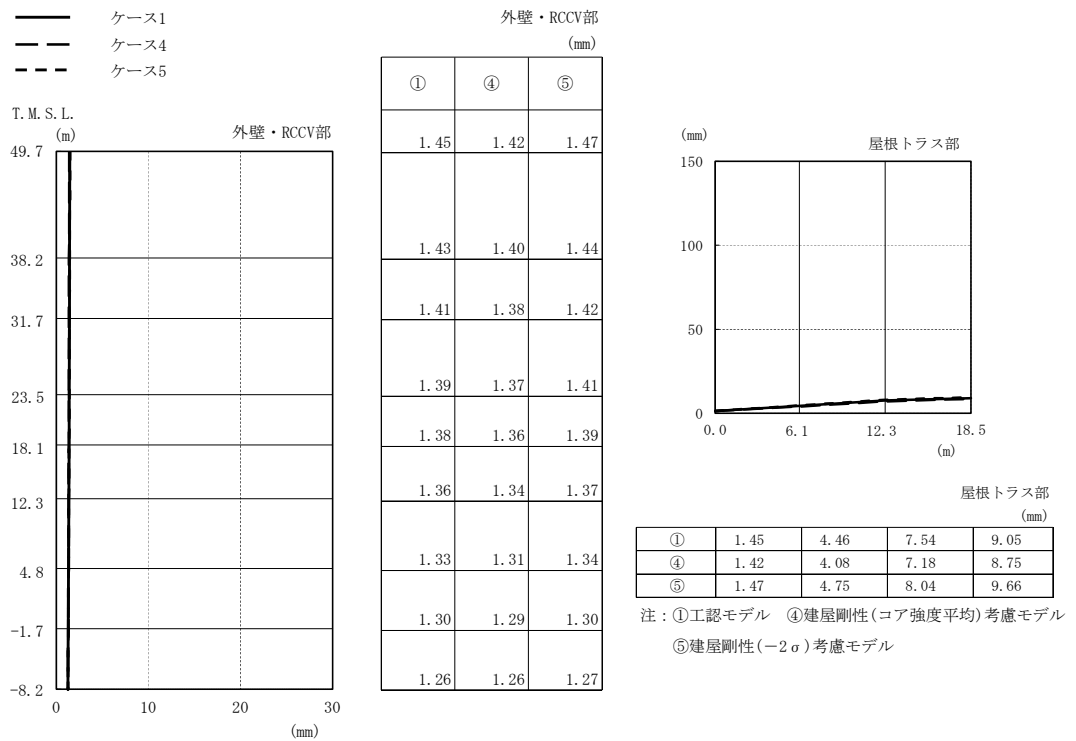 ケース1
ケース4
ケース5
T.M.S.L.
(m)
外壁・RCCV部
49.7
38.2
31.7
23.5
18.1
12.3
4.8
-1.7
-8.2
0 10 20 30
(mm)
外壁・RCCV部
(mm)
① ④ ⑤
1.45 1.42 1.47
1.43 1.40 1.44
1.41 1.38 1.42
1.39 1.37 1.41
1.38 1.36 1.39
1.36 1.34 1.37
1.33 1.31 1.34
1.30 1.29 1.30
1.26 1.26 1.27
(mm)
屋根トラス部
150
100
50
0
0.0 6.1 12.3 18.5
(m)
屋根トラス部
(mm)
① 1.45 4.46 7.54 9.05
④ 1.42 4.08 7.18 8.75
⑤ 1.47 4.75 8.04 9.66
注：①工認モデル ④建屋剛性(コア強度平均)考慮モデル
⑤建屋剛性(－2σ)考慮モデル